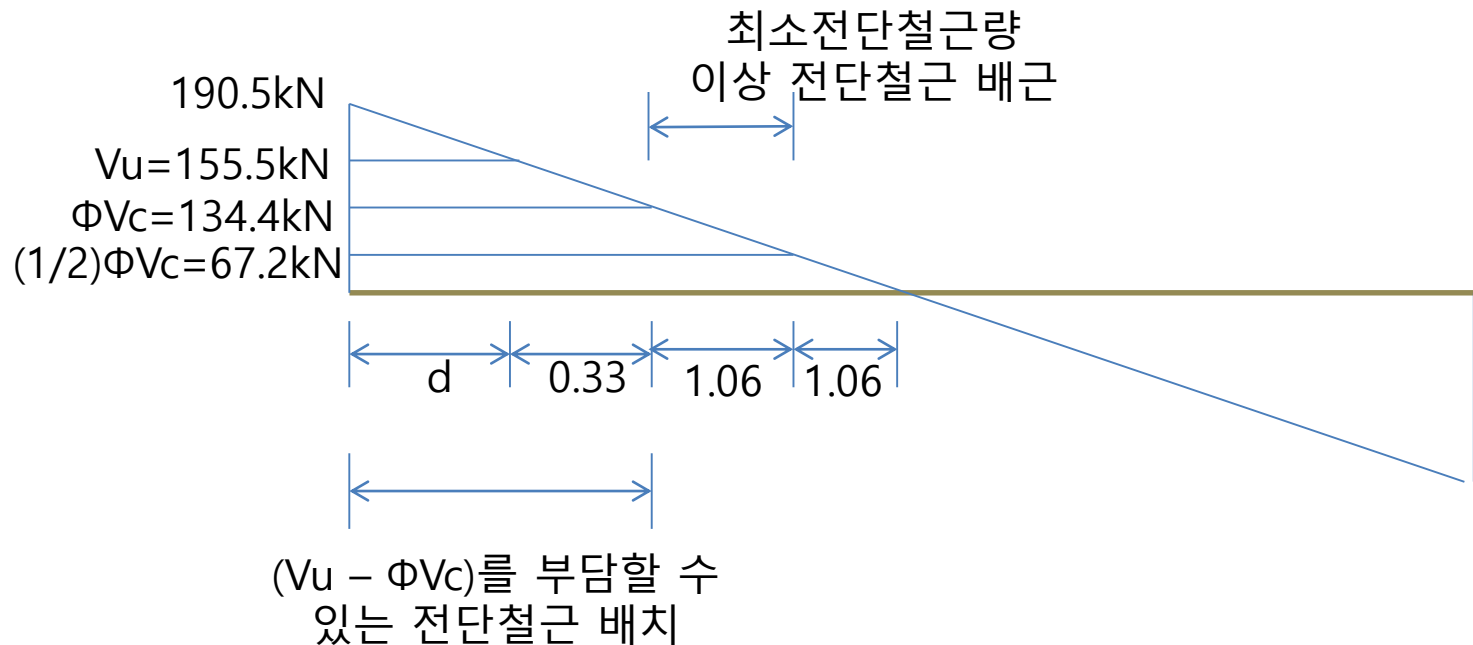 최소전단철근량
이상 전단철근 배근
190.5kN
Vu=155.5kN
ΦVc=134.4kN
(1/2)ΦVc=67.2kN
d
0.33
1.06
1.06
(Vu – ΦVc)를 부담할 수
있는 전단철근 배치